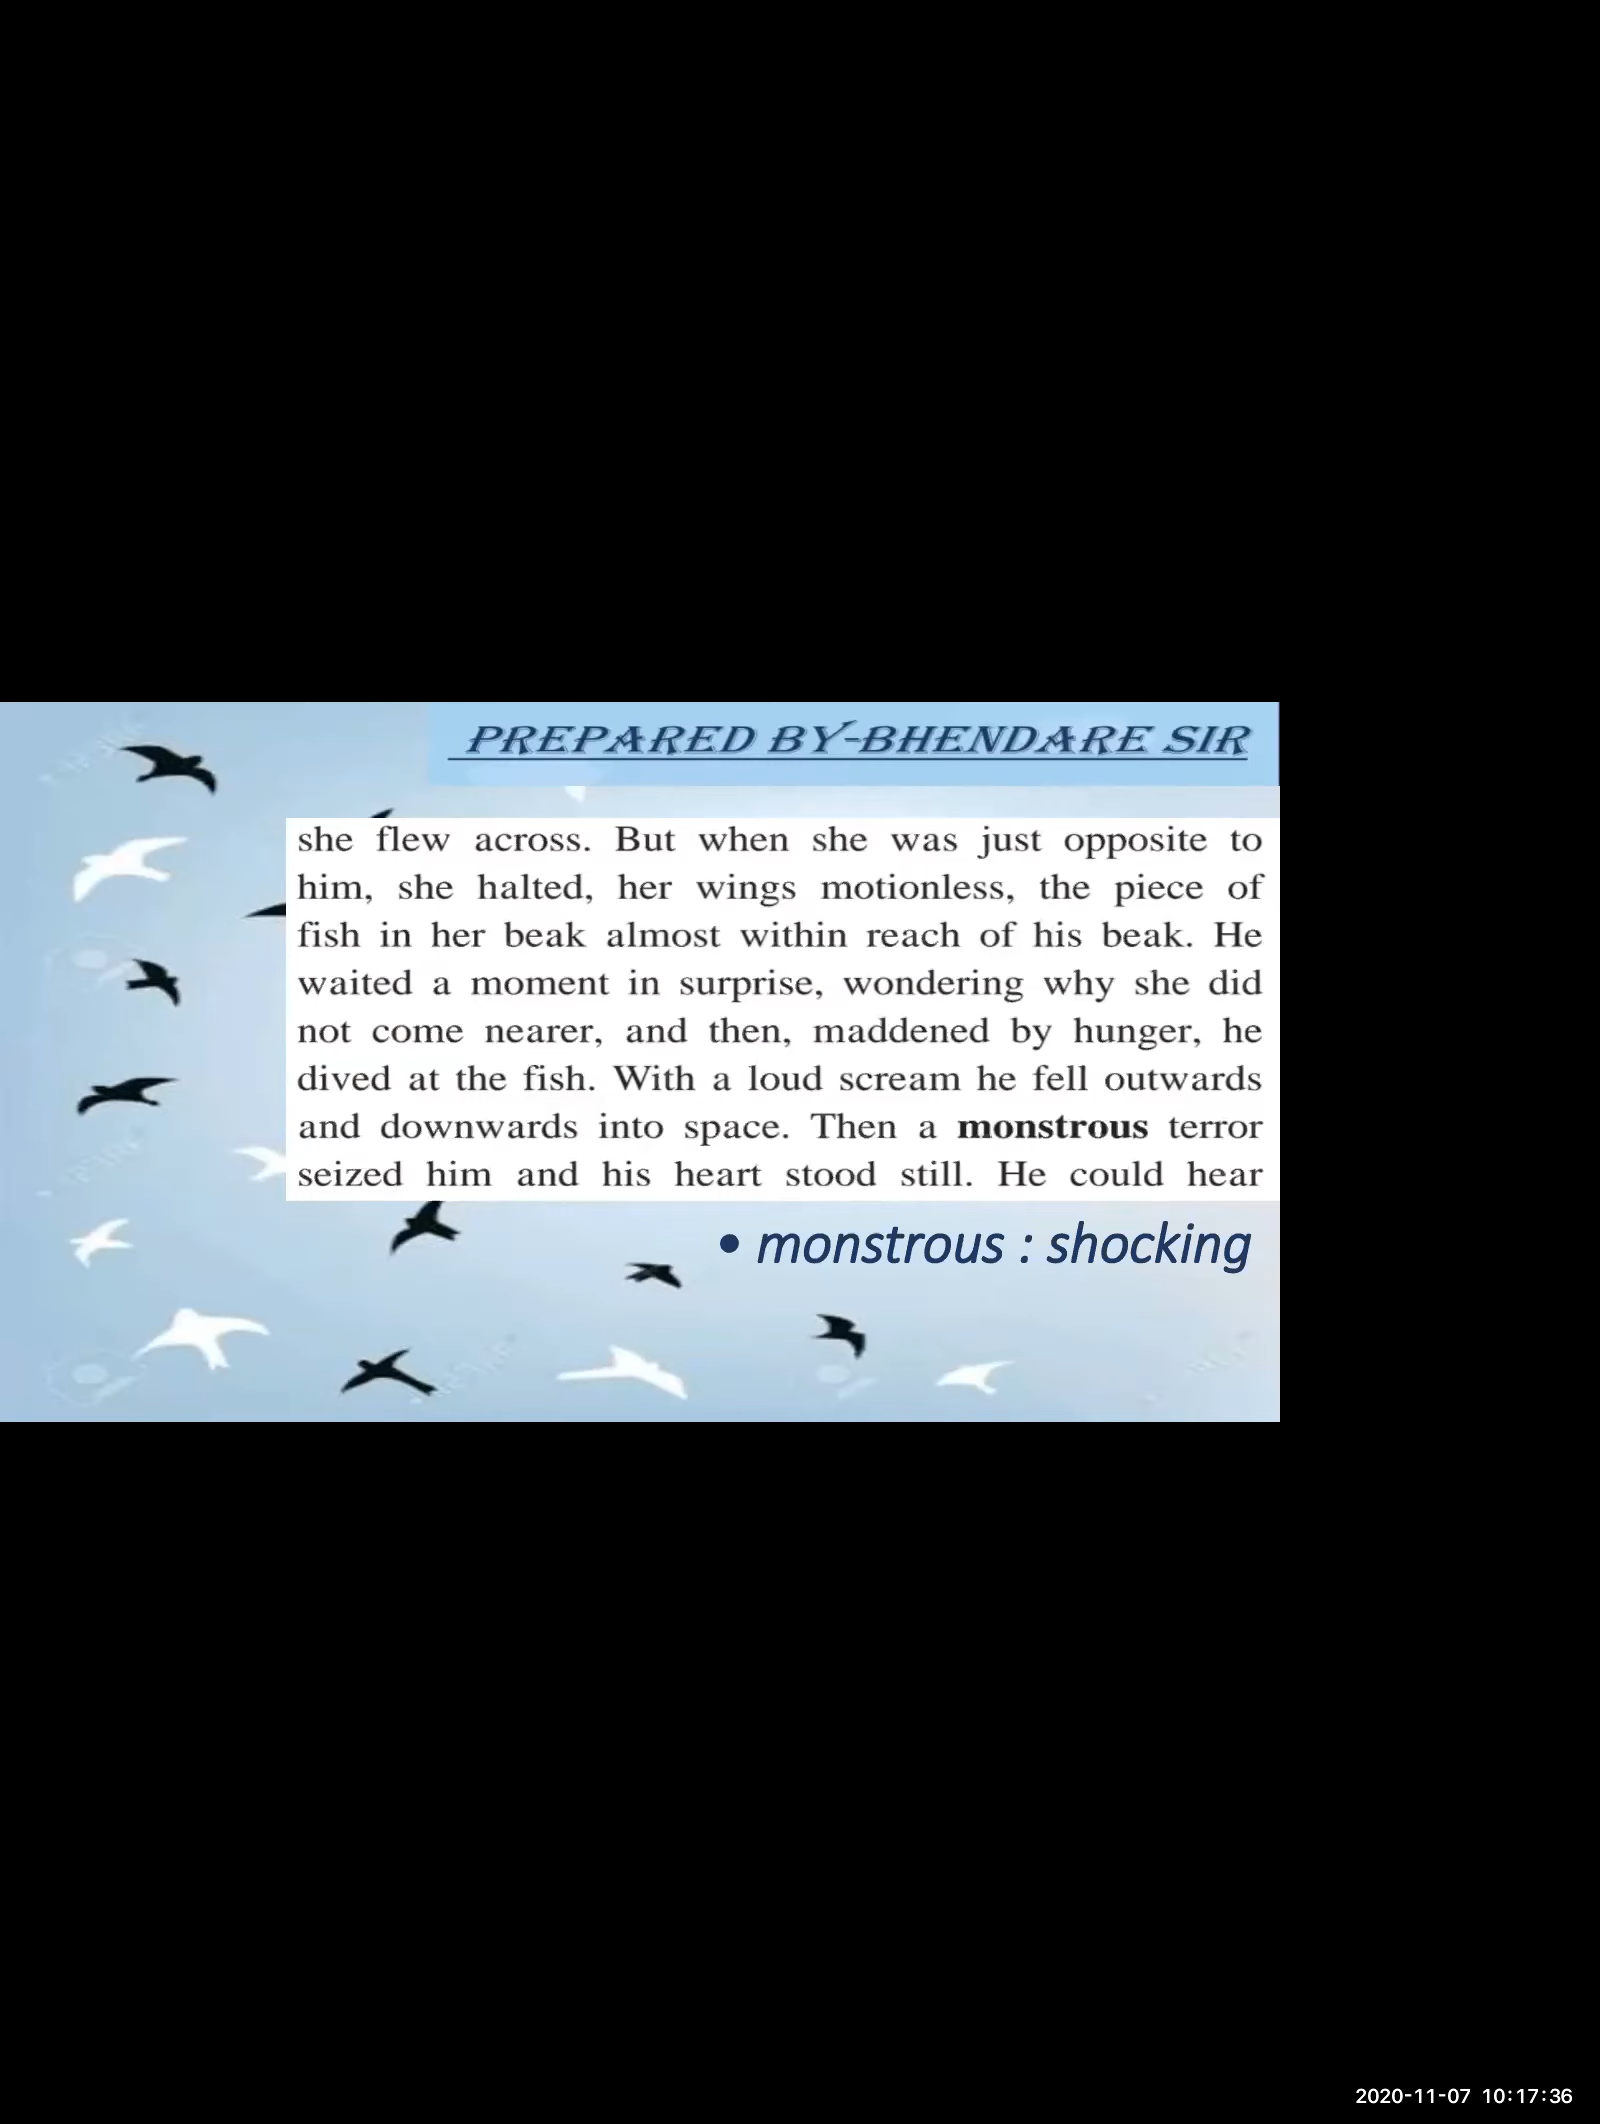 PREPARED BY-BHENDARE SIR
she flew across. But when she was just opposite to
him, she halted, her wings motionless, the piece of
fish in her beak almost within reach of his beak. He
waited a moment in surprise, wondering why she did
not come nearer, and then, maddened by hunger, he
dived at the fish. With a loud scream he fell outwards
and downwards into space. Then a monstrous terror
seized him and his heart stood still. He could hear
• monstrous : shocking
2020-11-07 10:17:36